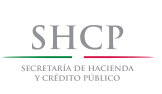 SHCP
SECRETARÍA DE HACIENDA
Y CRÉDITO PÚBLICO